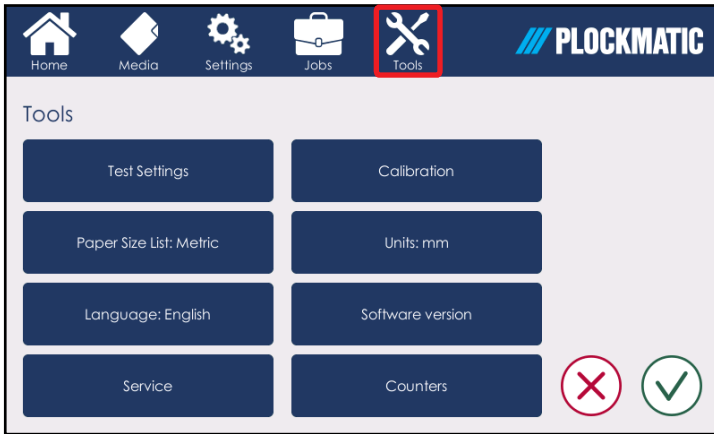 Home Media Settings Jobs Tools PLOCKMATIC
Tools
Test Settings Calibration
Paper Size List: Metric Units: mm
Language: English Software version
Service Counters